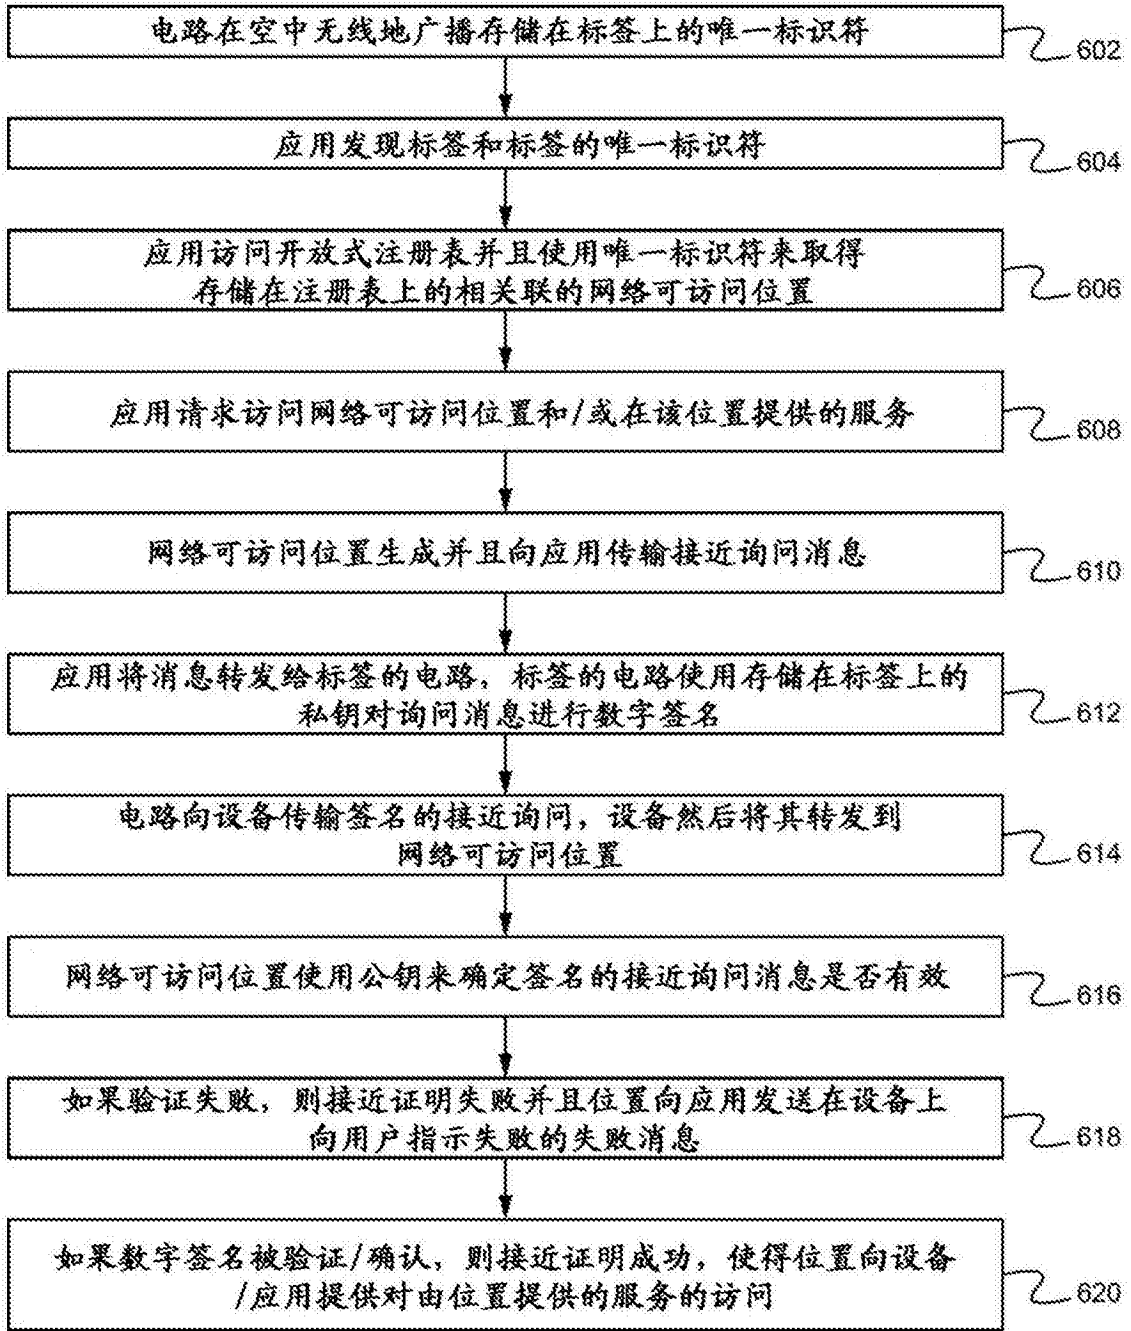 电路在空中无线地广播存储在标签上的唯一标识符
602
应用发现标签和标签的唯一标识符
604
应用访问开放式注册表并且使用唯一标识符来取得
存储在注册表上的相关联的网络可访问位置
606
应用请求访问网络可访问位置和/或在该位置提供的服务
608
网络可访问位置生成并且向应用传输接近询问消息
610
应用将消息转发给标签的电路，标签的电路使用存储在标签上的
私钥对询问消息进行数字签名
612
电路向设备传输签名的接近询问，设备然后将其转发到
网络可访问位置
614
网络可访问位置使用公钥来确定签名的接近询问消息是否有效
616
如果验证失败，则接近证明失败并且位置向应用发送在设备上
向用户指示失败的失败消息
618
如果数字签名被验证/确认，则接近证明成功，使得位置向设备
/应用提供对由位置提供的服务的访问
620